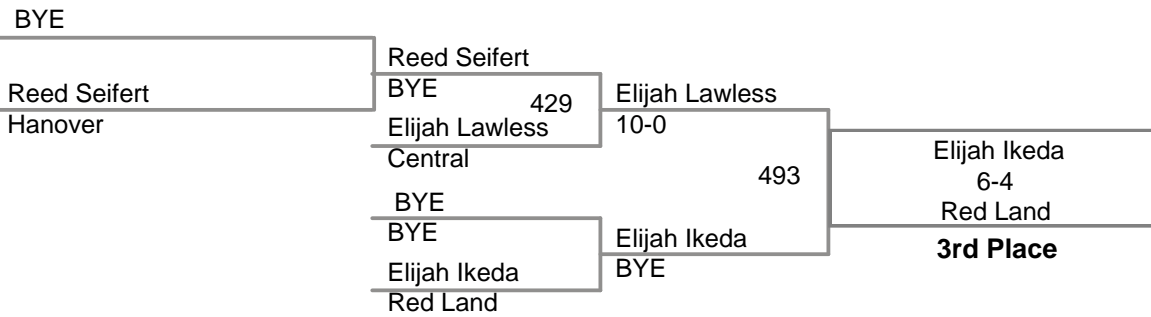 BYE
Reed Seifert
Hanover
Reed Seifert
BYE
429
Elijah Lawless
Central
BYE
BYE
Elijah Ikeda
Red Land
Elijah Lawless
10-0
493
Elijah Ikeda
BYE
Elijah Ikeda
6-4
Red Land
3rd Place